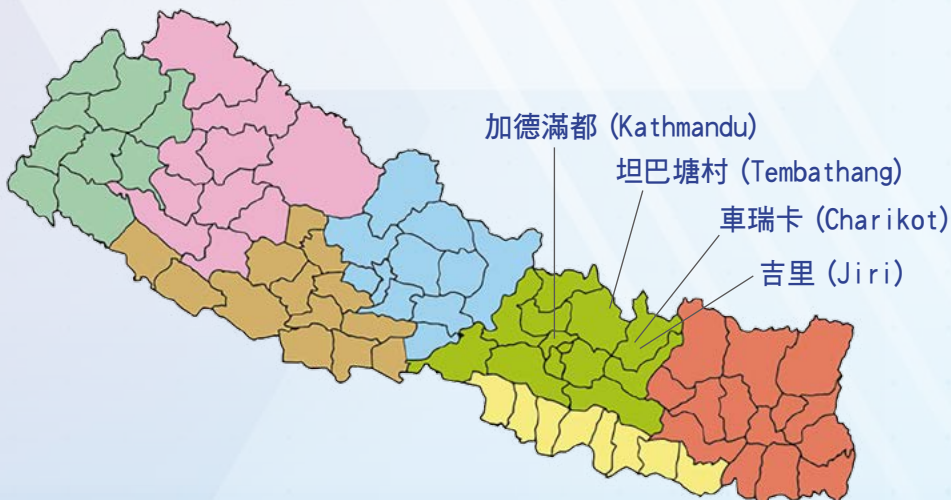 加德滿都 (Kathmandu)
坦巴塘村 (Tembathang)
車瑞卡 (Charikot)
吉里 (Jiri)